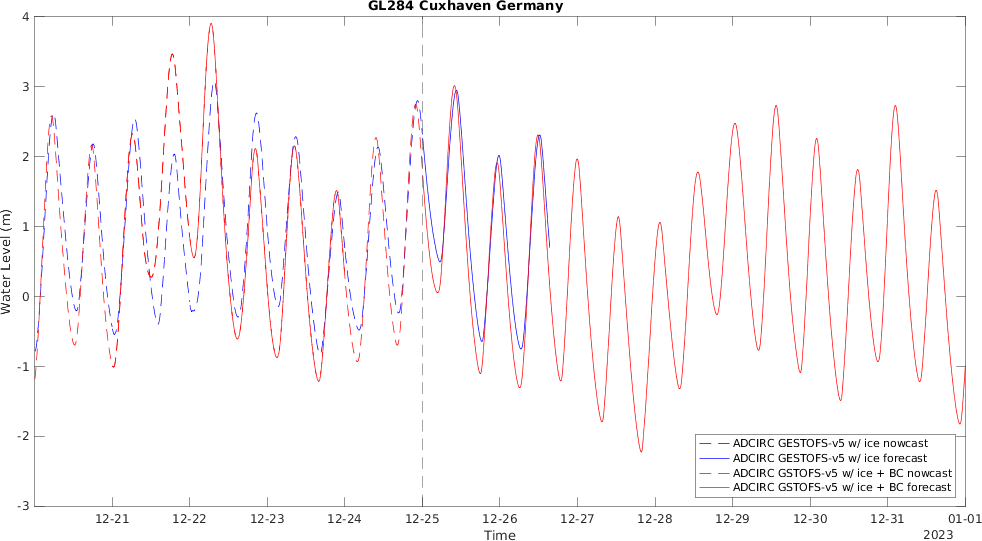 GL284 Cuxhaven Germany
4
3
2
1
0
-1
-2
-3
Water Level (m)
ADCIRC GESTOFS-v5 w/ ice nowcast
ADCIRC GESTOFS-v5 w/ ice forecast
ADCIRC GSTOFS-v5 w/ ice + BC nowcast
ADCIRC GSTOFS-v5 w/ ice + BC forecast
12-21 12-22 12-23 12-24 12-25 12-26 12-27 12-28 12-29 12-30 12-31 01-01
Time 2023